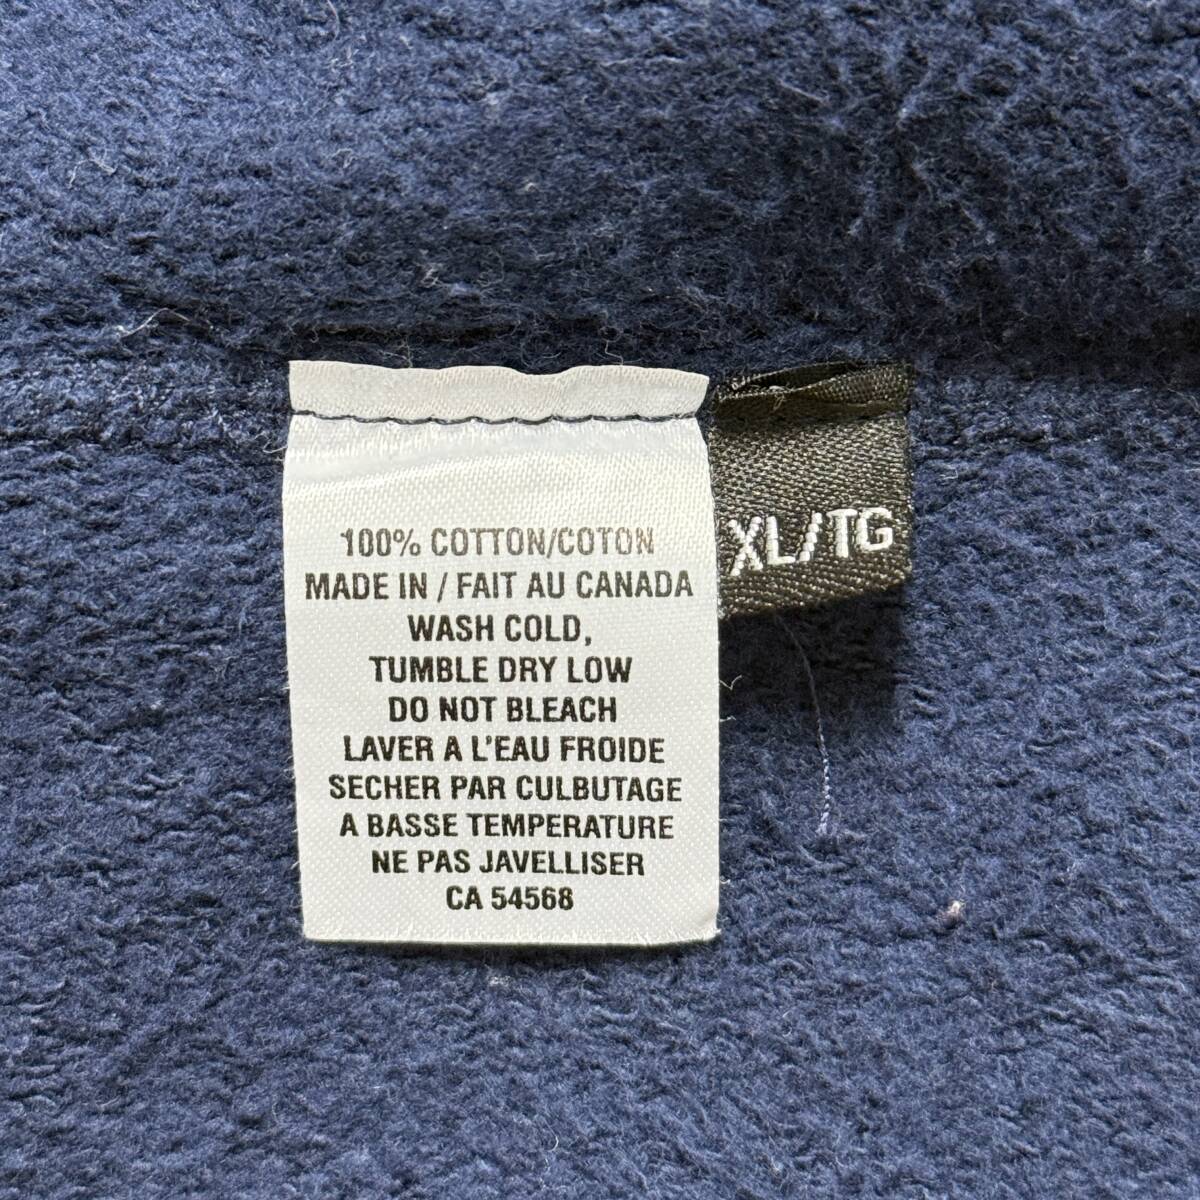 100% COTTON/COTON
MADE IN / FAIT AU CANADA
WASH COLD,
TUMBLE DRY LOW
DO NOT BLEACH
LAVER A L'EAU FROIDE
SECHER PAR CULBUTAGE
A BASSE TEMPERATURE
NE PAS JAVELLISER
CA 54568
XL/TG